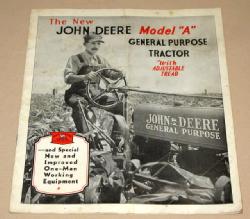 The New
JOHN DEERE Model "A"
GENERAL PURPOSE
TRACTOR
"With
ADJUSTABLE
TREAD
JOHN DEERE
GENERAL PURPOSE
—and Special
New and
Improved
One-Man
Working
Equipment